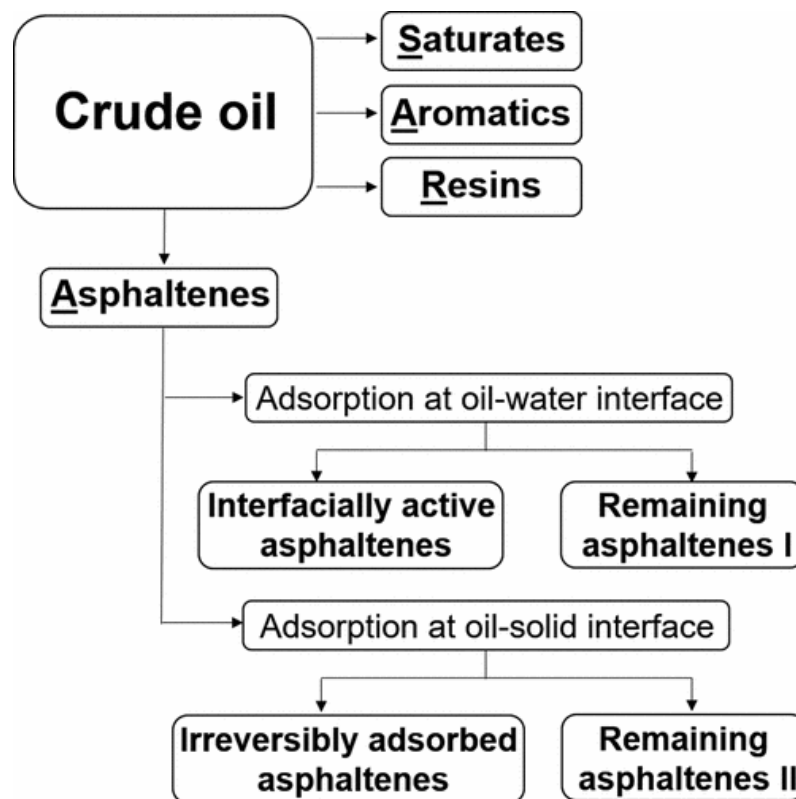 Crude oil
Saturates
Aromatics
Resins
Asphaltenes
Adsorption at oil-water interface
Interfacially active
asphaltenes
Remaining
asphaltenes I
Adsorption at oil-solid interface
Irreversibly adsorbed
asphaltenes
Remaining
asphaltenes II